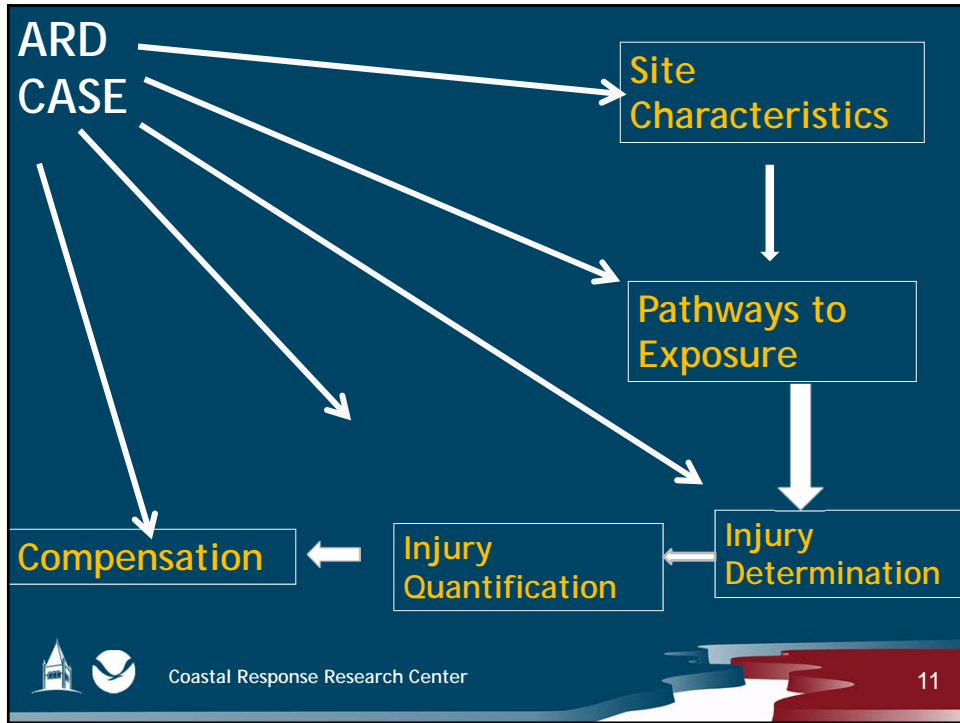 ARD
CASE
Site
Characteristics
Pathways to
Exposure
Injury
Determination
Injury
Quantification
Compensation
Coastal Response Research Center
11